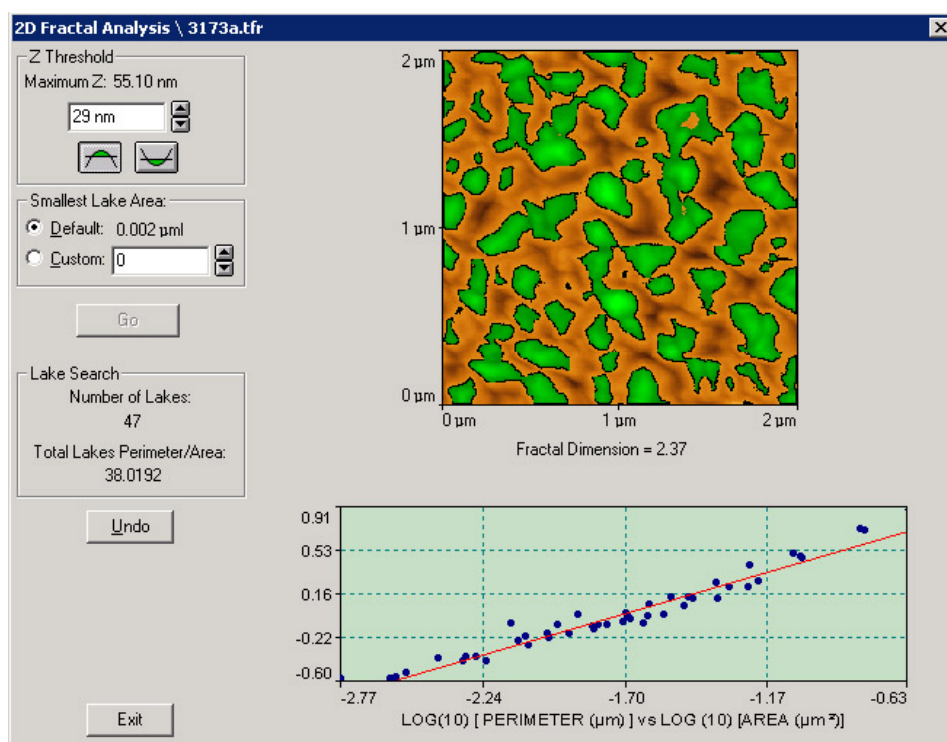 2D Fractal Analysis \ 3173a.tfr
Z Threshold
Maximum Z: 55.10 nm
29 nm
Smallest Lake Area:
Default: 0.002 µml
Custom: 0
Go
Lake Search
Number of Lakes:
47
Total Lakes Perimeter/Area:
38.0192
Undo
Exit
2 µm
1 µm
0 µm
0 µm 1 µm 2 µm
Fractal Dimension = 2.37
0.91
0.53
0.16
-0.22
-0.60
-2.77 -2.24 -1.70 -1.17 -0.63
LOG(10) [ PERIMETER (µm) ] vs LOG (10) [AREA (µm²)]